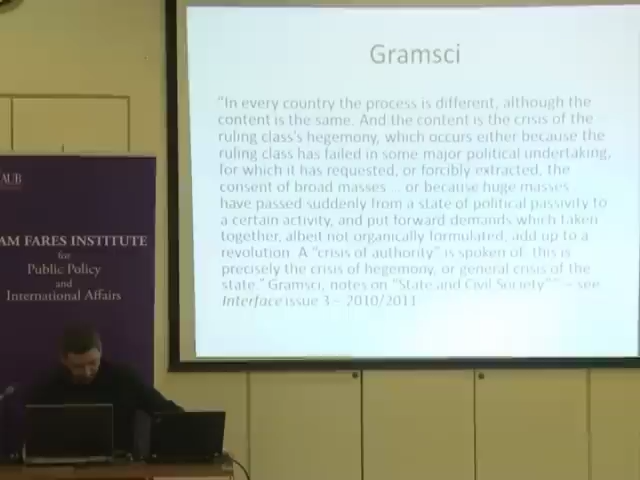 Gramsci
"In every country the process is different, although the
content is the same. And the content is the crisis of the
ruling class's hegemony, which occurs either because the
ruling class has failed in some major political undertaking,
for which it has requested, or forcibly extracted, the
consent of broad masses ... or because huge masses
have passed suddenly from a state of political passivity to
a certain activity, and put forward demands which taken
together, albeit not organically formulated, add up to a
revolution. A "crisis of authority" is spoken of: this is
precisely the crisis of hegemony, or general crisis of the
state." Gramsci, notes on "State and Civil Society"" – see
Interface issue 3 – 2010/2011
AUB
AM FARES INSTITUTE
for
Public Policy
and
International Affairs